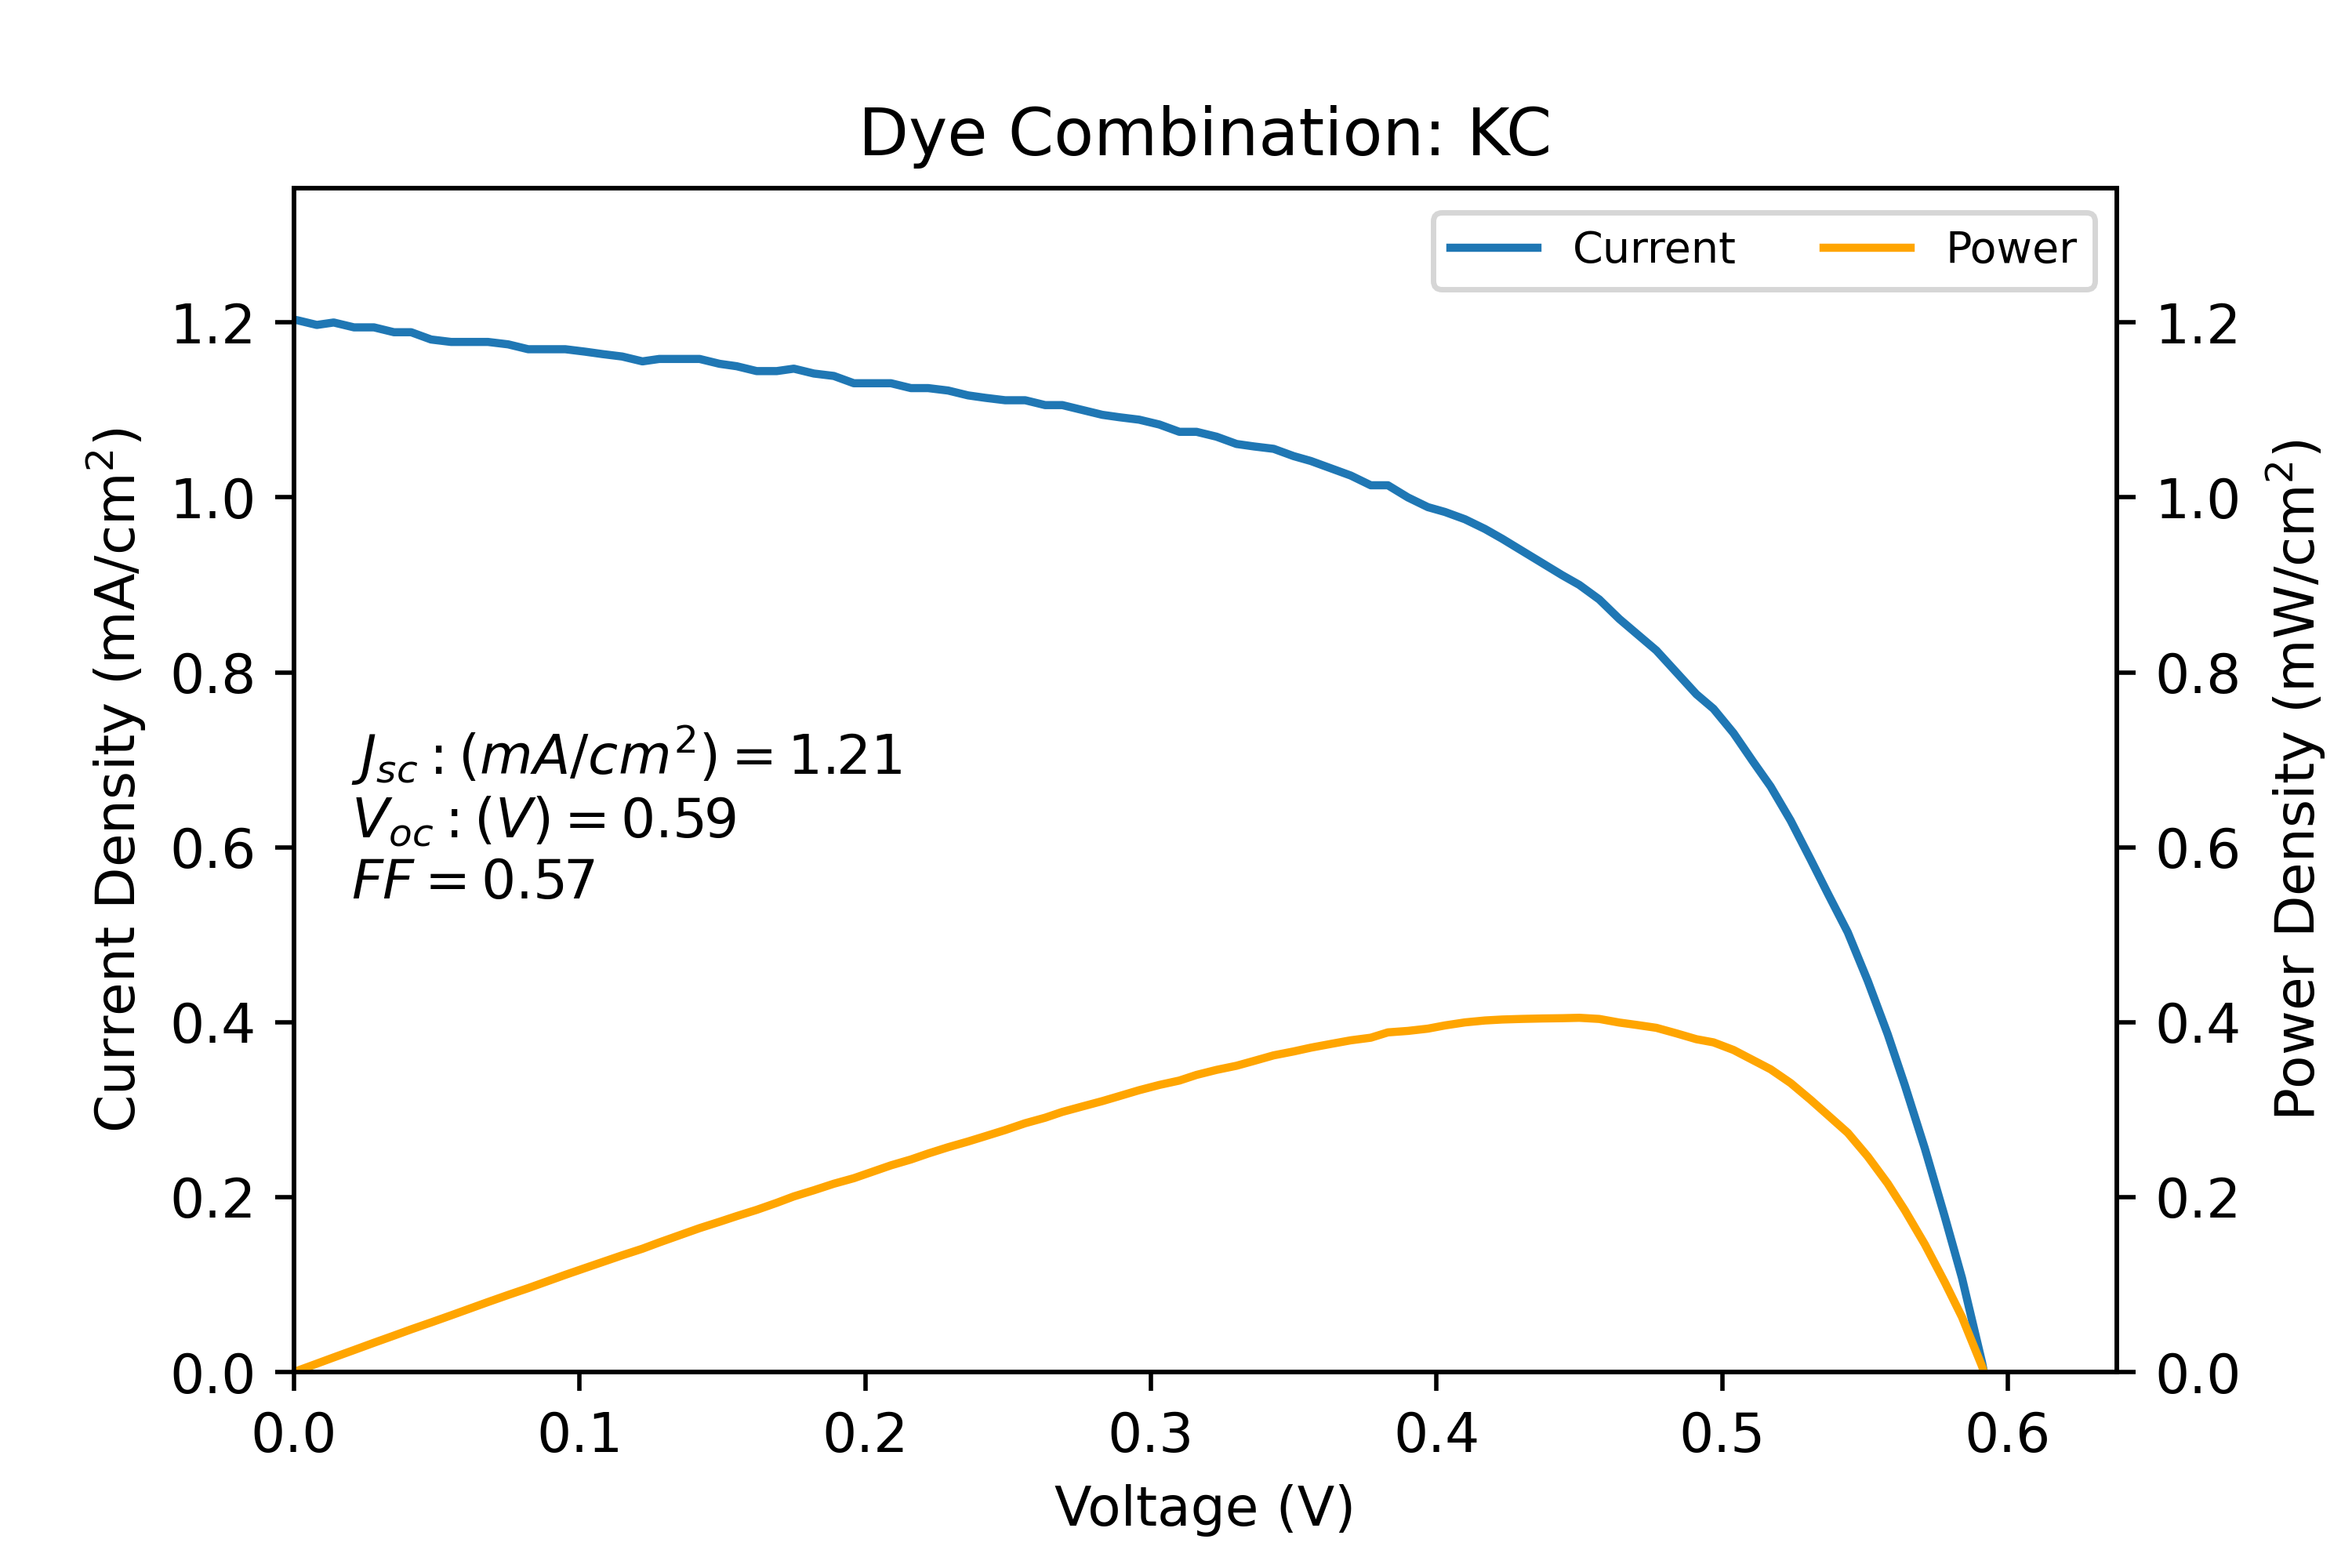 Dye Combination: KC
Current
Power
Current Density (mA/cm²)
1.2
1.0
0.8
0.6
0.4
0.2
0.0
J_sc : (mA/cm²) = 1.21
V_oc : (V) = 0.59
FF = 0.57
1.2
1.0
0.8
0.6
0.4
0.2
0.0
Power Density (mW/cm²)
0.0 0.1 0.2 0.3 0.4 0.5 0.6
Voltage (V)